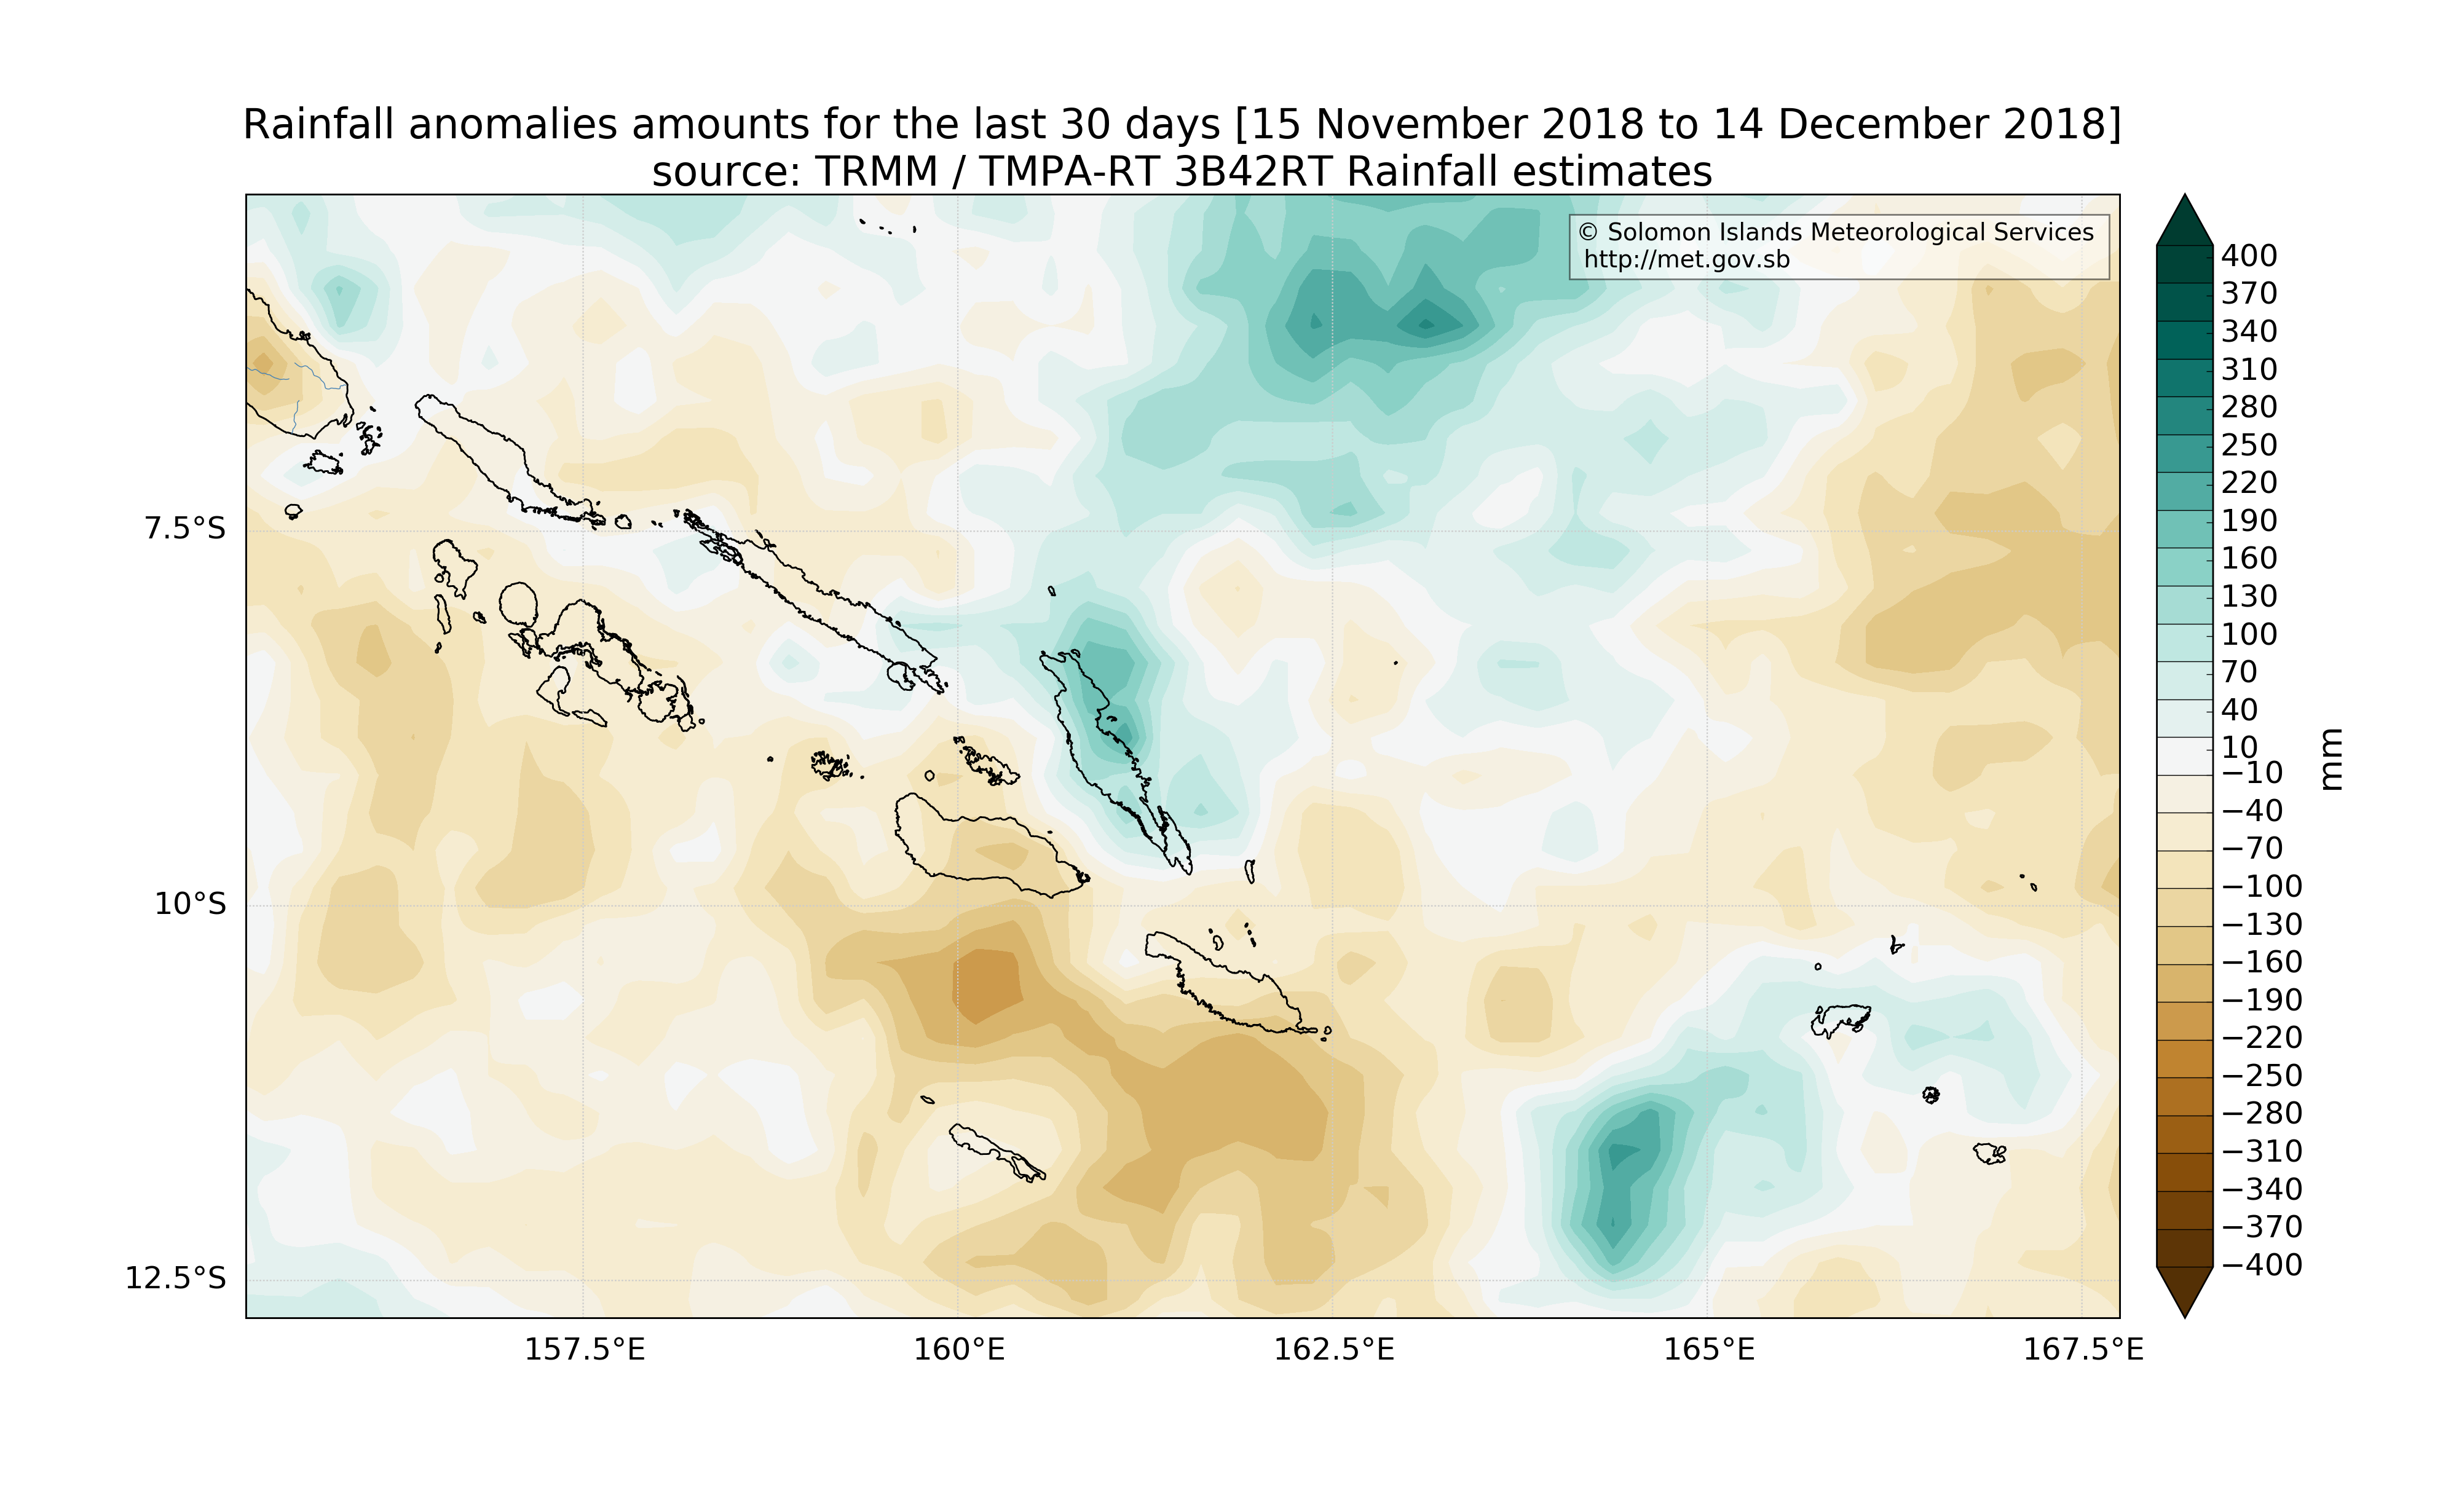 Rainfall anomalies amounts for the last 30 days [15 November 2018 to 14 December 2018]
source: TRMM / TMPA-RT 3B42RT Rainfall estimates
© Solomon Islands Meteorological Services
http://met.gov.sb
7.5°S
10°S
12.5°S
157.5°E
160°E
162.5°E
165°E
167.5°E
400
370
340
310
280
250
220
190
160
130
100
70
40
10
−10
−40
−70
−100
−130
−160
−190
−220
−250
−280
−310
−340
−370
−400
mm